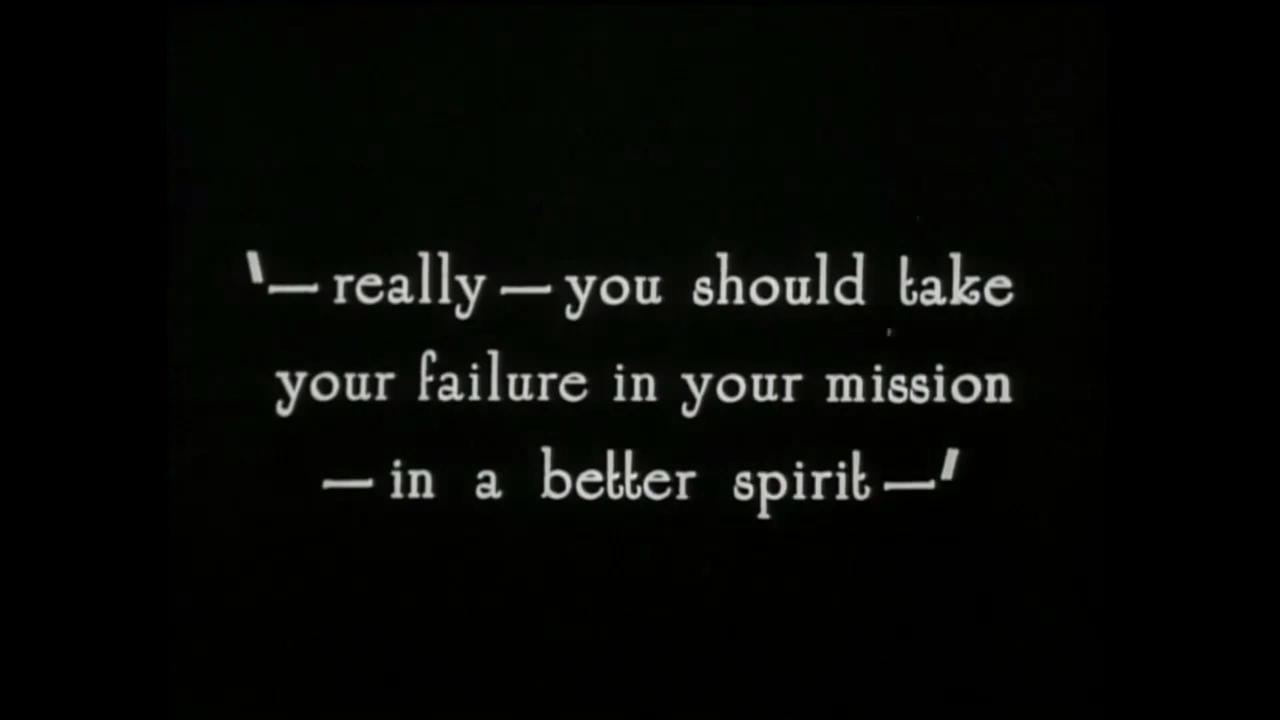 '— really — you should take
your failure in your mission
— in a better spirit —'